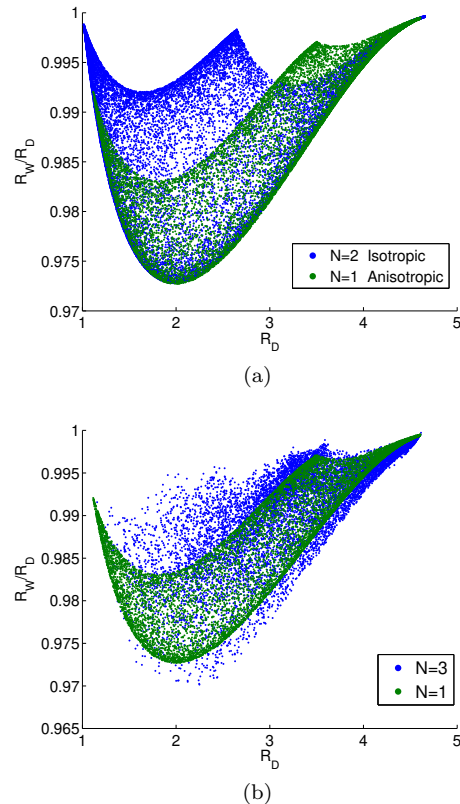 1
0.995
0.99
0.985
0.98
0.975
0.97
R_W/R_D
1 2 3 4 5
R_D
N=2 Isotropic
N=1 Anisotropic
(a)
1
0.995
0.99
0.985
0.98
0.975
0.97
0.965
R_W/R_D
1 2 3 4 5
R_D
N=3
N=1
(b)